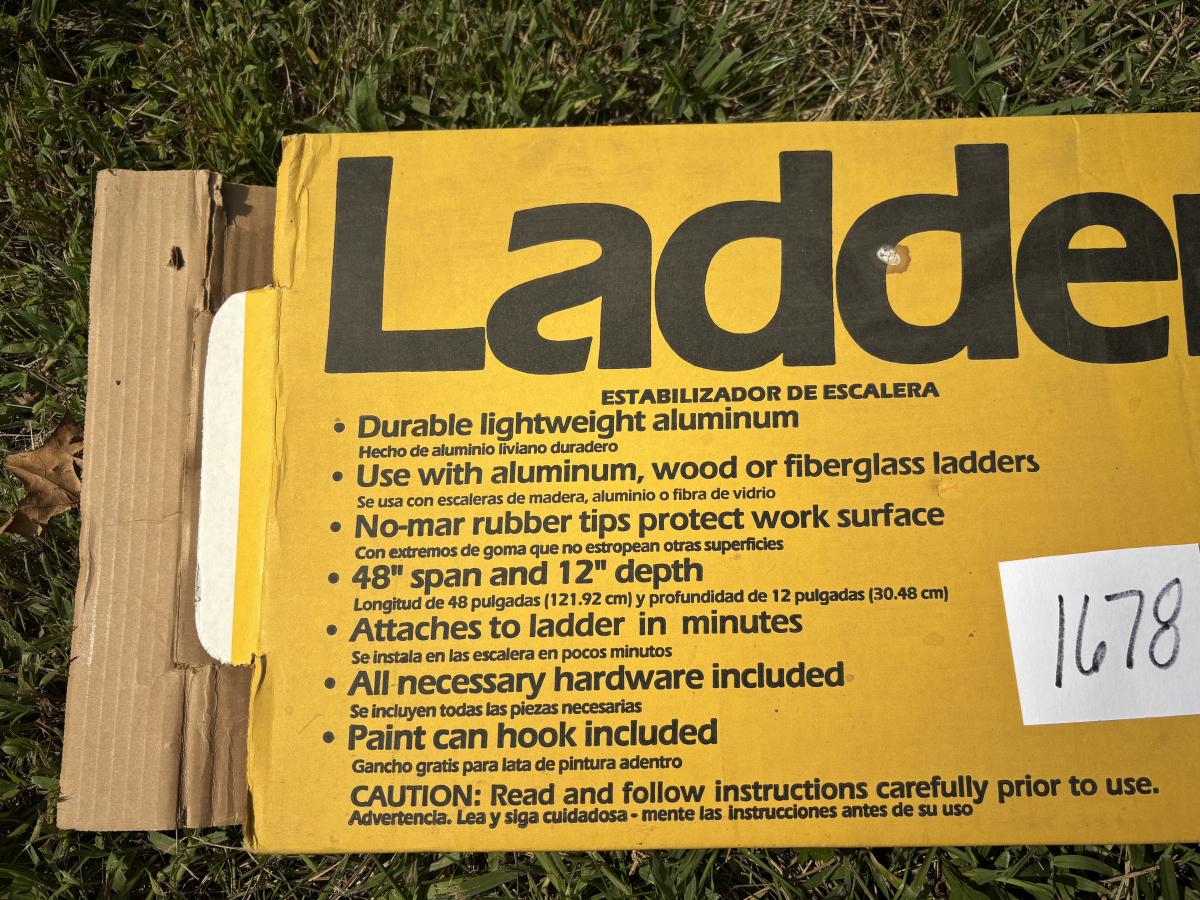 Ladder
ESTABILIZADOR DE ESCALERA
• Durable lightweight aluminum
Hecho de aluminio liviano duradero
• Use with aluminum, wood or fiberglass ladders
Se usa con escaleras de madera, aluminio o fibra de vidrio
• No-mar rubber tips protect work surface
Con extremos de goma que no estropean otras superficies
• 48" span and 12" depth
Longitud de 48 pulgadas (121.92 cm) y profundidad de 12 pulgadas (30.48 cm)
• Attaches to ladder in minutes
Se instala en las escalera en pocos minutos
• All necessary hardware included
Se incluyen todas las piezas necesarias
• Paint can hook included
Gancho gratis para lata de pintura adentro
CAUTION: Read and follow instructions carefully prior to use.
Advertencia. Lea y siga cuidadosa - mente las instrucciones antes de su uso
1678